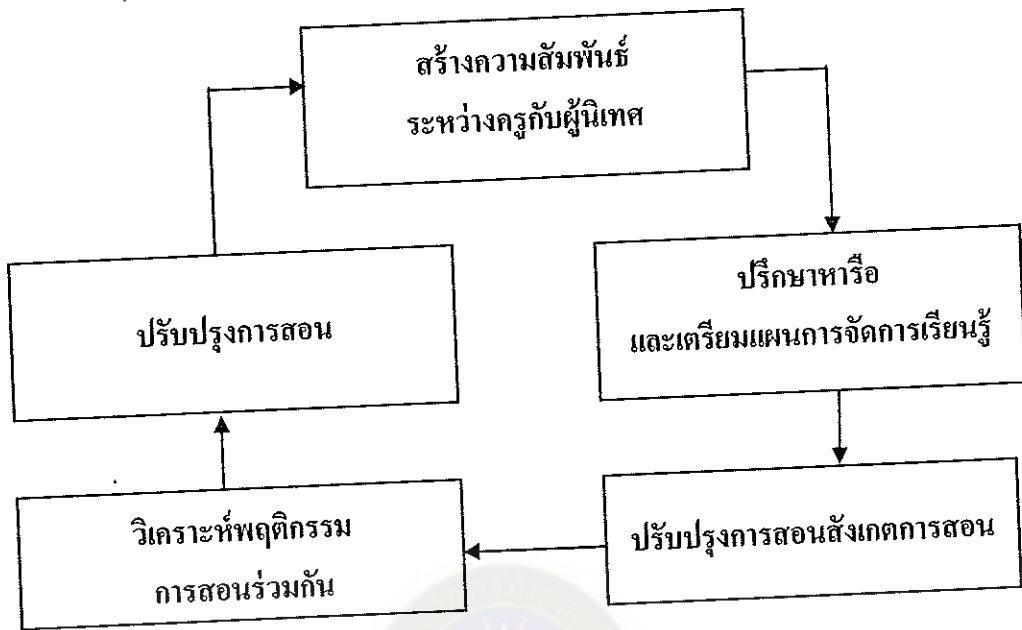 สร้างความสัมพันธ์
ระหว่างครูกับผู้นิเทศ
ปรึกษาหารือ
และเตรียมแผนการจัดการเรียนรู้
ปรับปรุงการสอนสังเกตการสอน
วิเคราะห์พฤติกรรม
การสอนร่วมกัน
ปรับปรุงการสอน